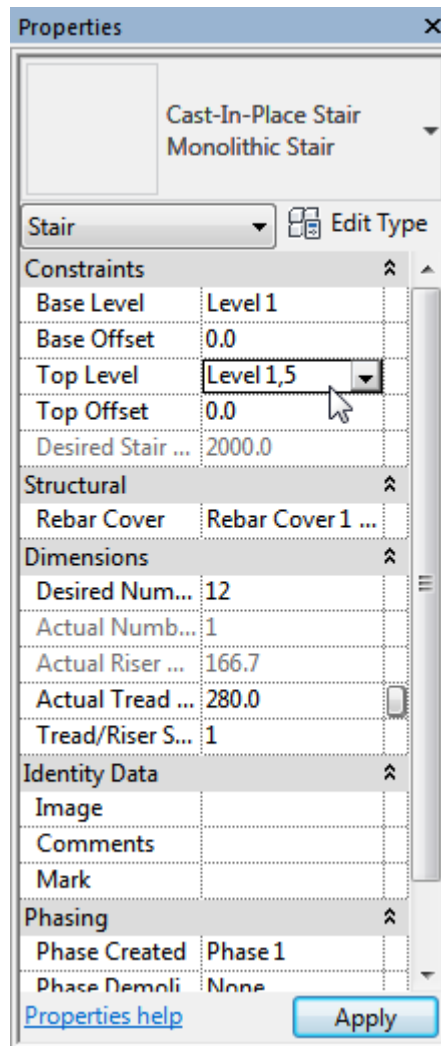 Properties
Cast-In-Place Stair
Monolithic Stair
Stair
Edit Type
Constraints
Base Level Level 1
Base Offset 0.0
Top Level Level 1,5
Top Offset 0.0
Desired Stair ... 2000.0
Structural
Rebar Cover Rebar Cover 1 ...
Dimensions
Desired Num... 12
Actual Numb... 1
Actual Riser ... 166.7
Actual Tread ... 280.0
Tread/Riser S... 1
Identity Data
Image
Comments
Mark
Phasing
Phase Created Phase 1
Phase Demoli... None
Properties help Apply